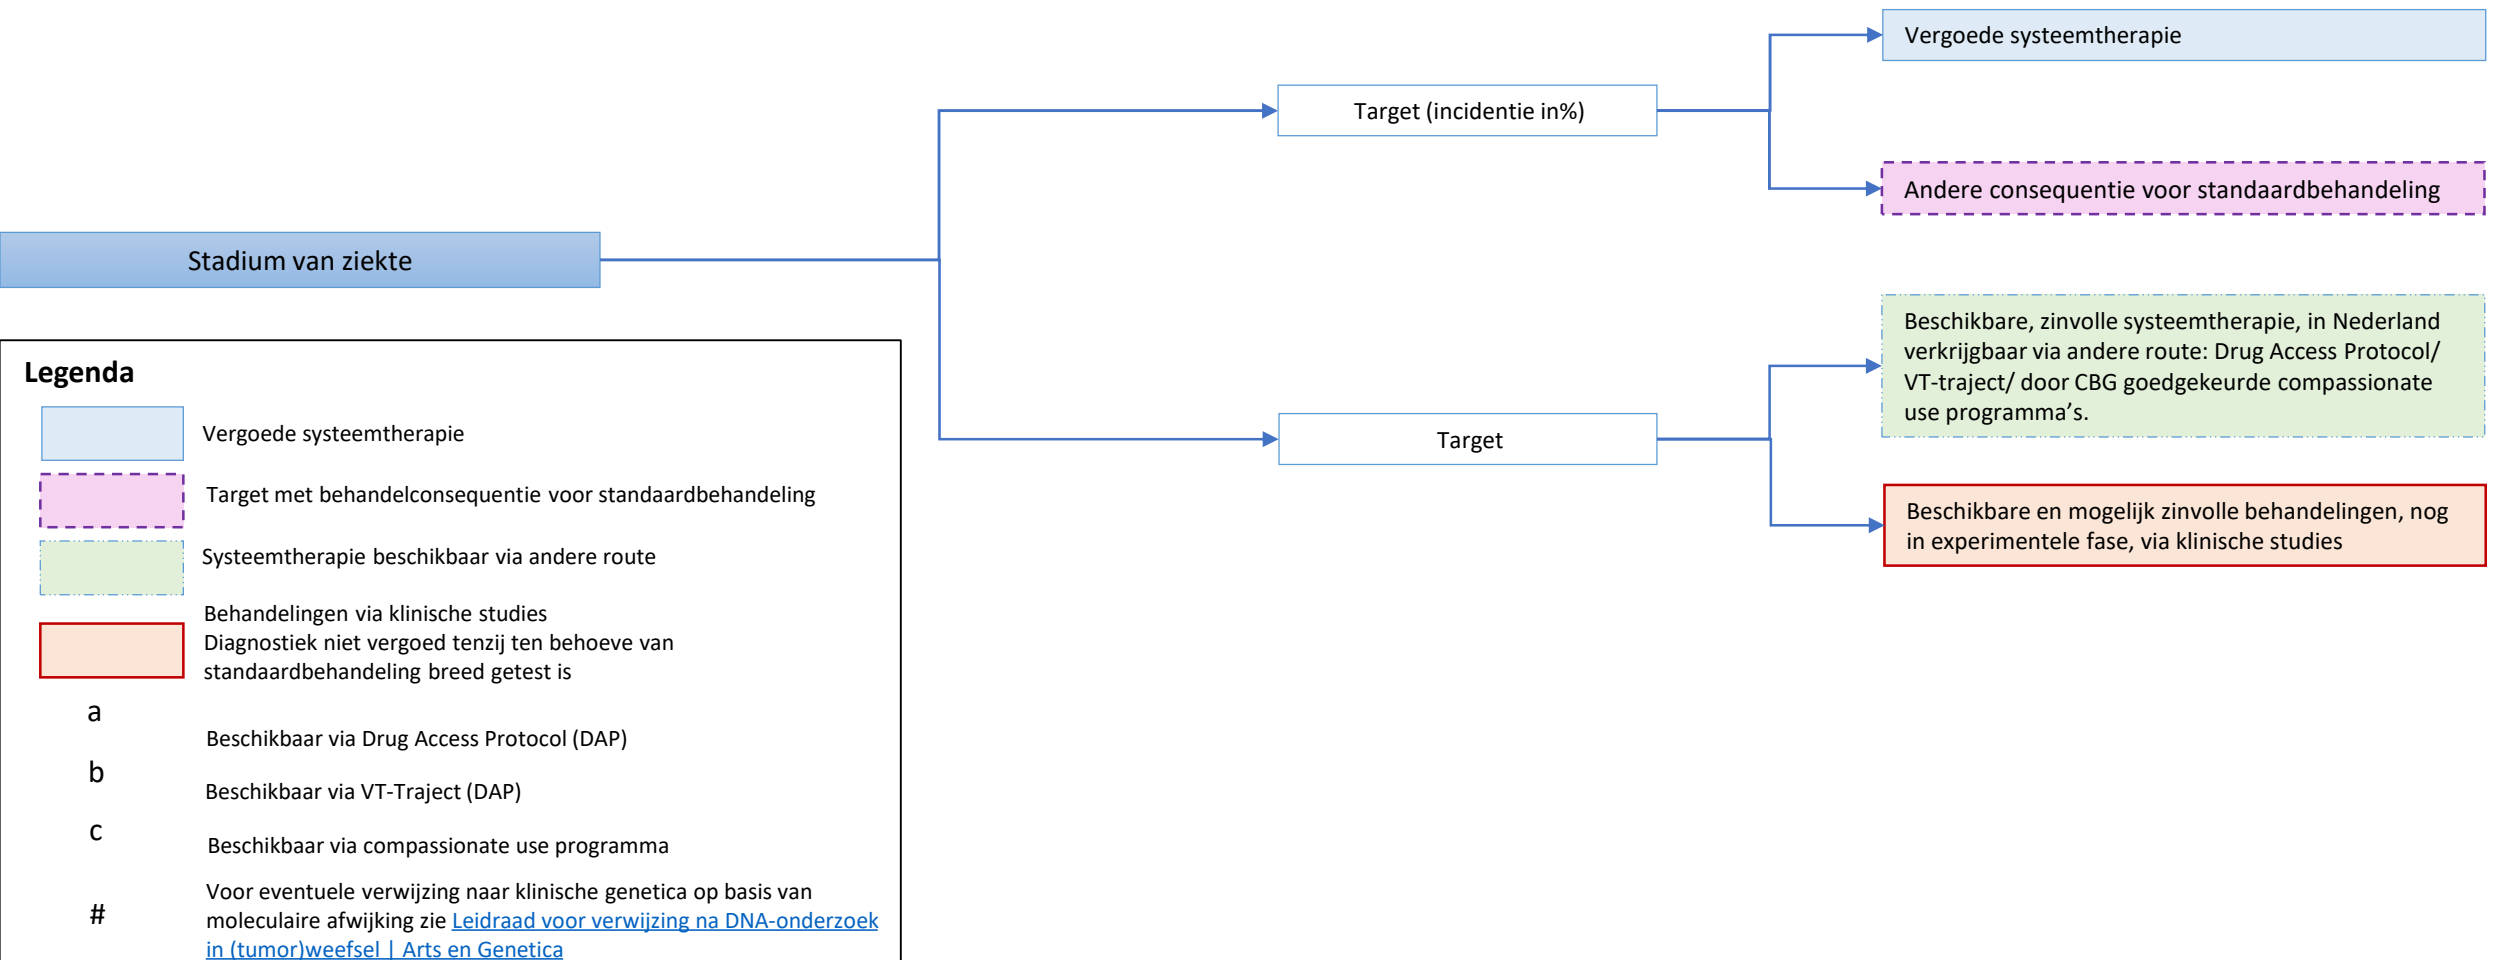 Vergoede systeemtherapie
Target (incidentie in%)
Andere consequentie voor standaardbehandeling
Stadium van ziekte
Beschikbare, zinvolle systeemtherapie, in Nederland
verkrijgbaar via andere route: Drug Access Protocol/
VT-traject/ door CBG goedgekeurde compassionate
use programma's.
Target
Beschikbare en mogelijk zinvolle behandelingen, nog
in experimentele fase, via klinische studies
Legenda
Vergoede systeemtherapie
Target met behandelconsequentie voor standaardbehandeling
Systeemtherapie beschikbaar via andere route
Behandelingen via klinische studies
Diagnostiek niet vergoed tenzij ten behoeve van
standaardbehandeling breed getest is
a
Beschikbaar via Drug Access Protocol (DAP)
b
Beschikbaar via VT-Traject (DAP)
c
Beschikbaar via compassionate use programma
#
Voor eventuele verwijzing naar klinische genetica op basis van
moleculaire afwijking zie Leidraad voor verwijzing na DNA-onderzoek
in (tumor)weefsel | Arts en Genetica